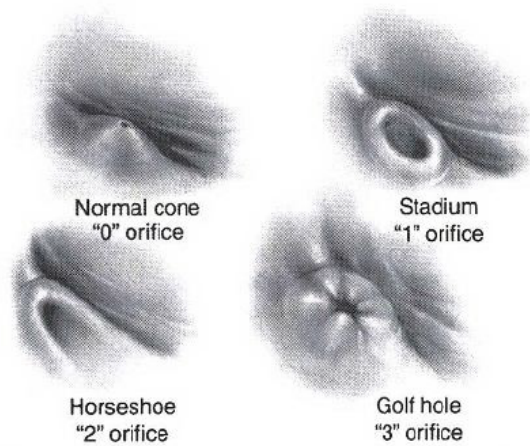 Normal cone
"0" orifice
Stadium
"1" orifice
Horseshoe
"2" orifice
Golf hole
"3" orifice